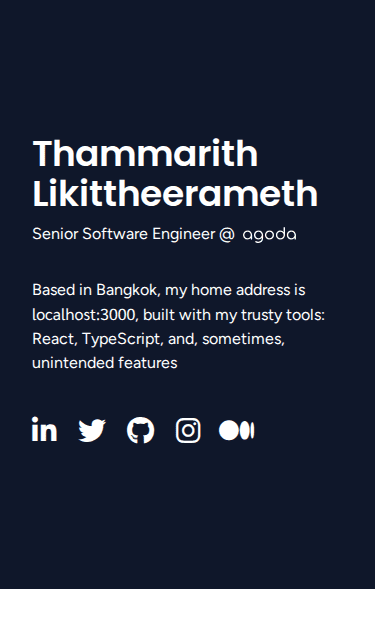 Thammarith
Likittheerameth
Senior Software Engineer @ agoda
Based in Bangkok, my home address is
localhost:3000, built with my trusty tools:
React, TypeScript, and, sometimes,
unintended features
in